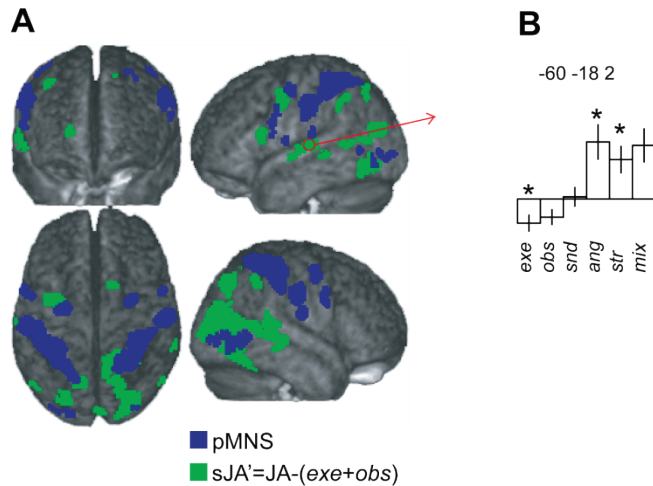 A
B
-60 -18 2
* * *
exe obs snd ang str mix
pMNS
sJA'=JA-(exe+obs)